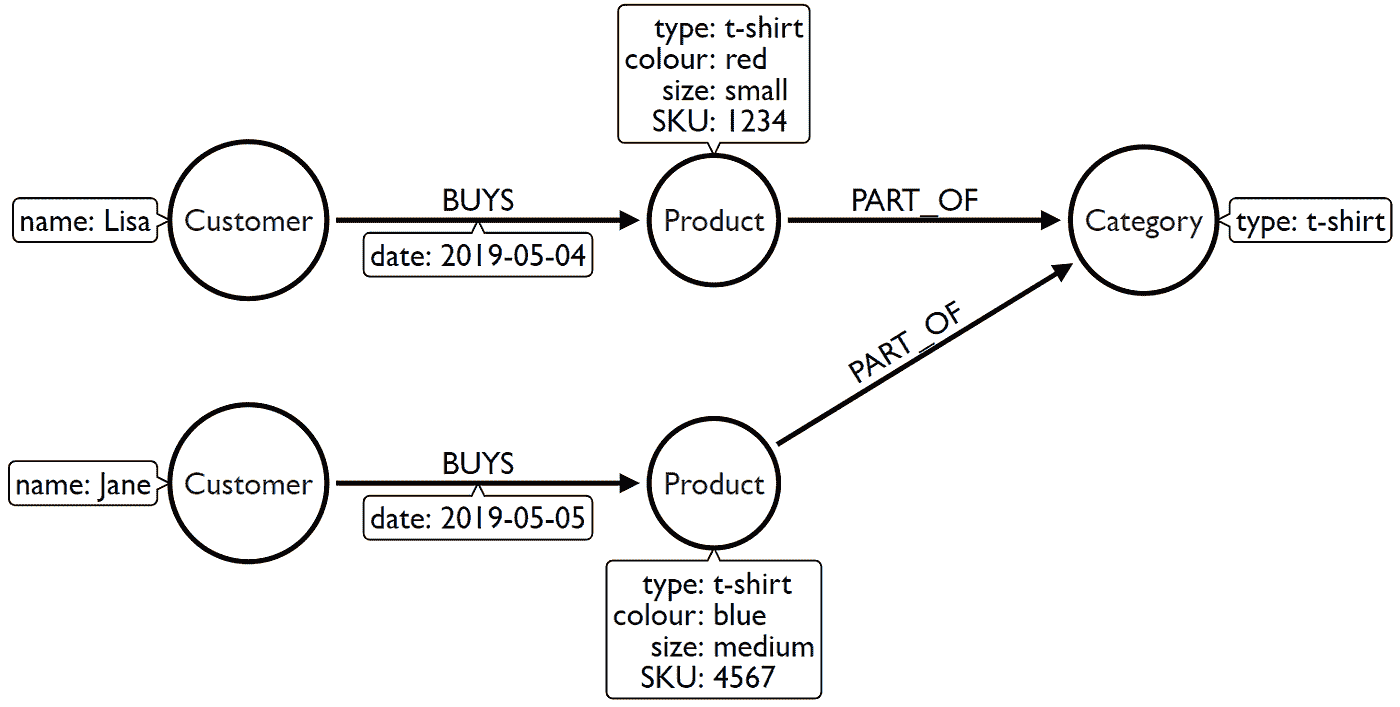 type: t-shirt
colour: red
size: small
SKU: 1234
name: Lisa
Customer
BUYS
date: 2019-05-04
Product
PART_OF
Category
type: t-shirt
PART_OF
name: Jane
Customer
BUYS
date: 2019-05-05
Product
type: t-shirt
colour: blue
size: medium
SKU: 4567